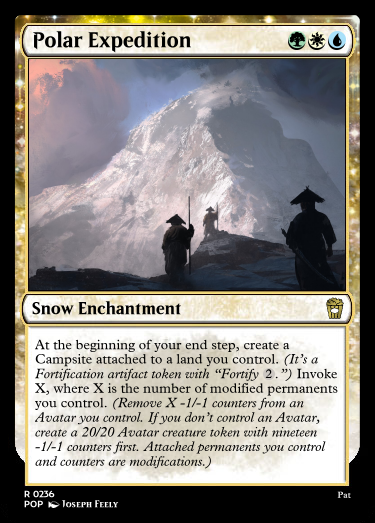 Polar Expedition
Snow Enchantment
At the beginning of your end step, create a
Campsite attached to a land you control. (It's a
Fortification artifact token with “Fortify 2.”) Invoke
X, where X is the number of modified permanents
you control. (Remove X -1/-1 counters from an
Avatar you control. If you don't control an Avatar,
create a 20/20 Avatar creature token with nineteen
-1/-1 counters first. Attached permanents you control
and counters are modifications.)
R 0236
POP Joseph Feely
Pat